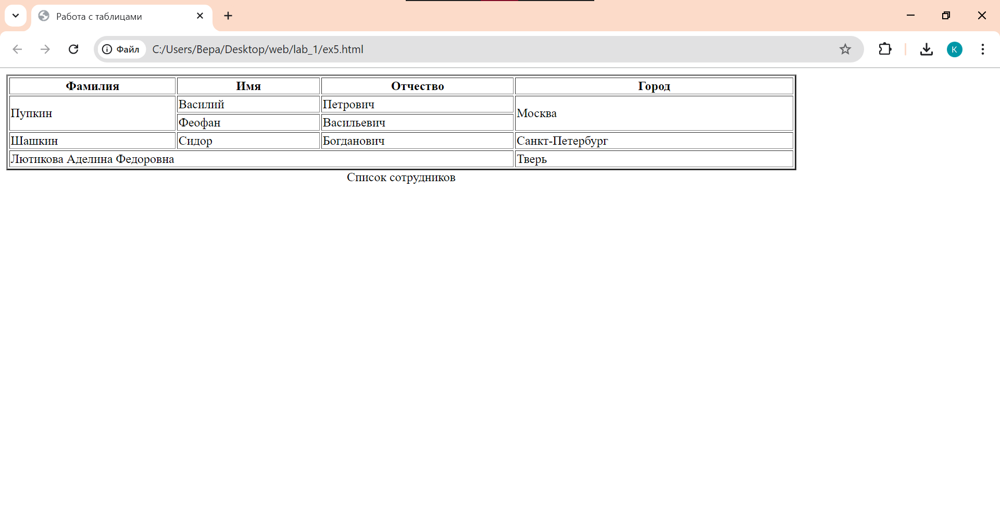 Работа с таблицами
Файл C:/Users/Вера/Desktop/web/lab_1/ex5.html
K
Фамилия Имя Отчество Город
Пупкин Василий Петрович Москва
Феофан Васильевич
Шашкин Сидор Богданович Санкт-Петербург
Лютикова Аделина Федоровна Тверь
Список сотрудников